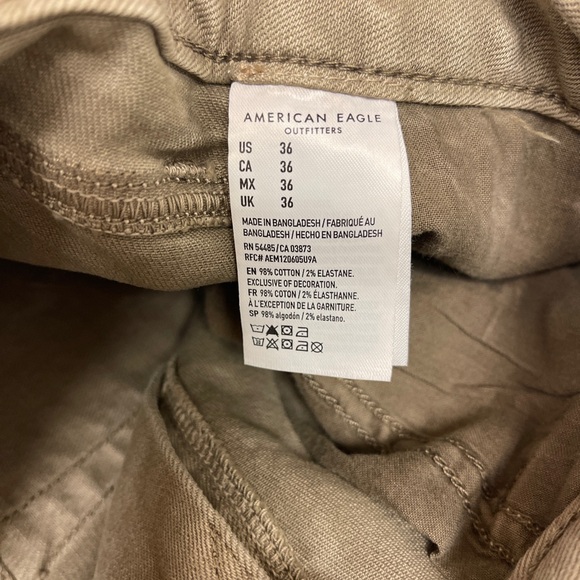 AMERICAN EAGLE
OUTFITTERS
US 36
CA 36
MX 36
UK 36
MADE IN BANGLADESH / FABRIQUÉ AU
BANGLADESH / HECHO EN BANGLADESH
RN 54485 / CA 03873
RFC# AEM120605U9A
EN 98% COTTON / 2% ELASTANE.
EXCLUSIVE OF DECORATION.
FR 98% COTON / 2% ÉLASTHANNE.
À L'EXCEPTION DE LA GARNITURE.
SP 98% algodón / 2% elastano.